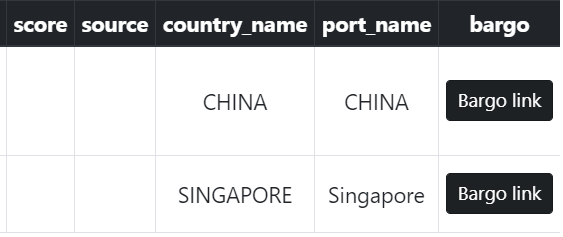 score source country_name port_name bargo
CHINA CHINA Bargo link
SINGAPORE Singapore Bargo link